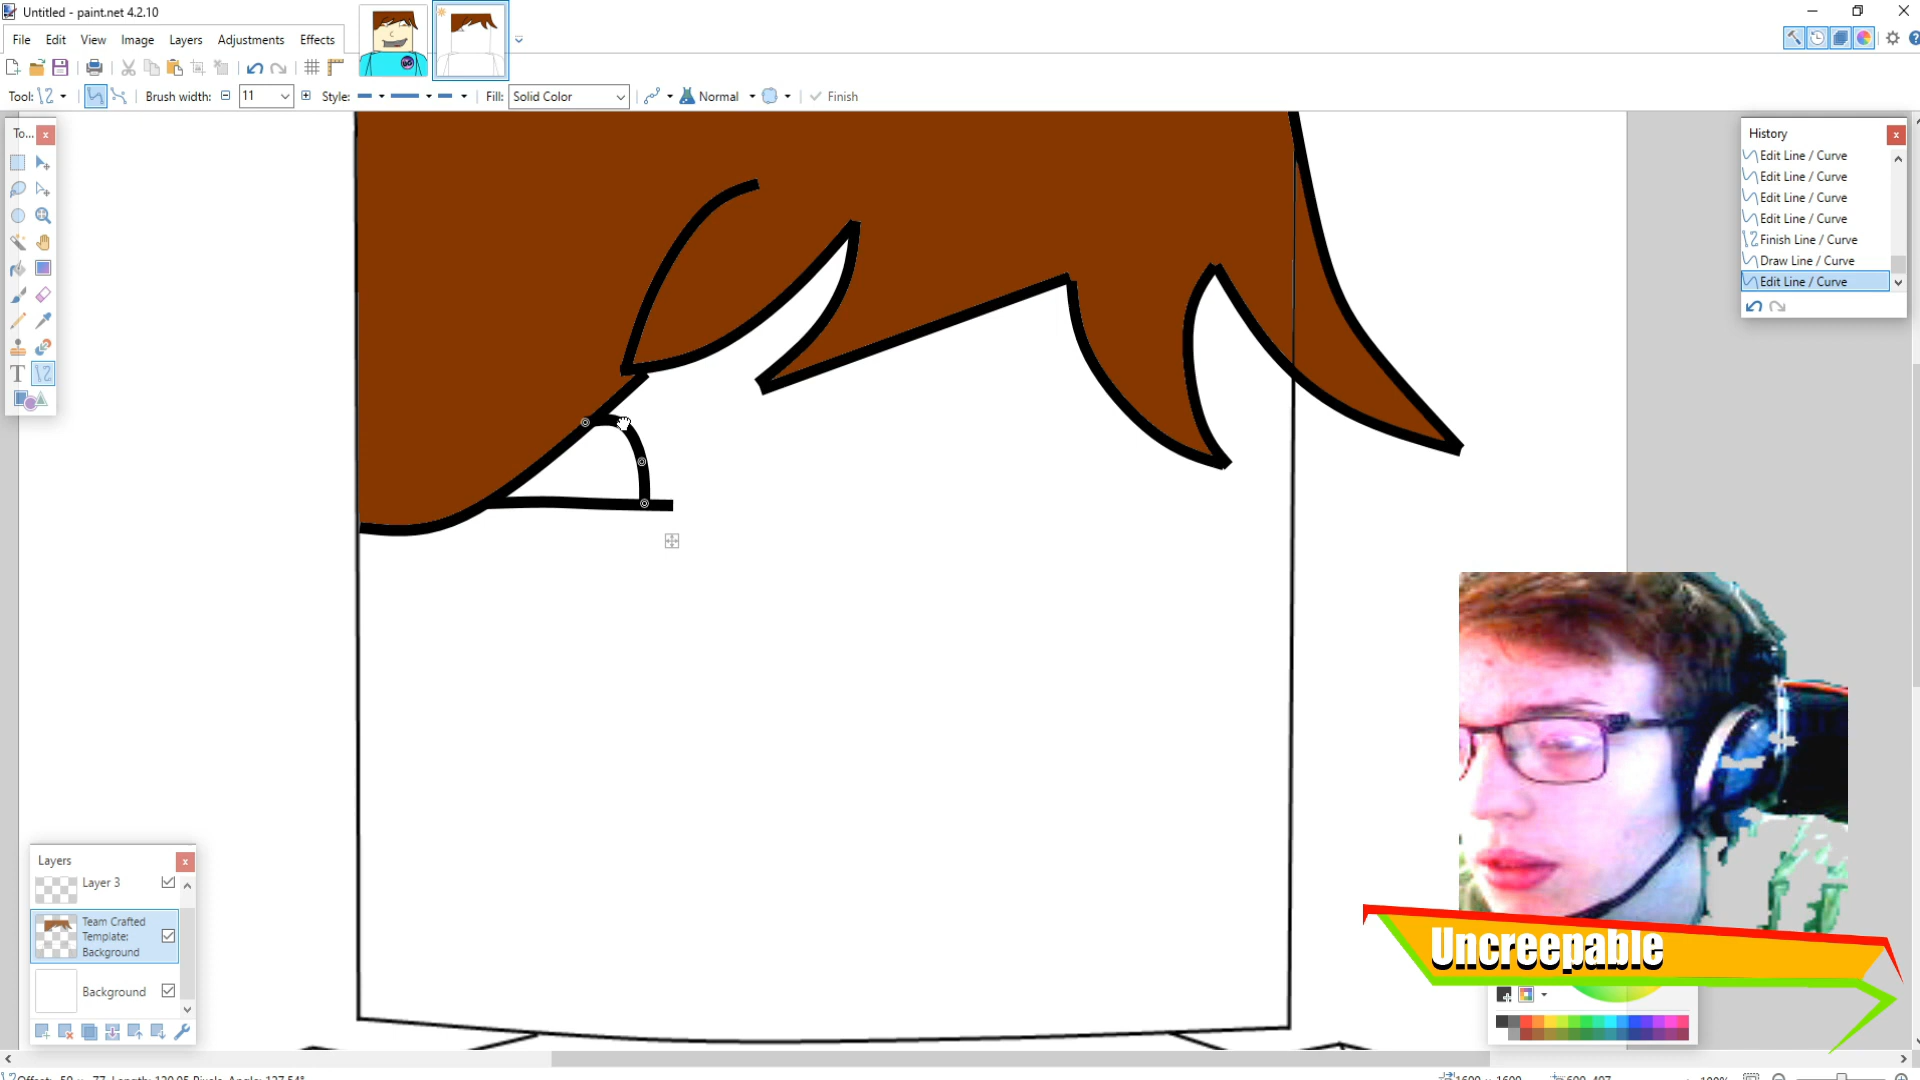 Untitled - paint.net 4.2.10
File Edit View Image Layers Adjustments Effects
Tool: Brush width: 11 Style: Fill: Solid Color Normal Finish
To...
History
Edit Line / Curve
Edit Line / Curve
Edit Line / Curve
Edit Line / Curve
Finish Line / Curve
Draw Line / Curve
Edit Line / Curve
Layers
Layer 3
Team Crafted
Template:
Background
Background
Uncreepable